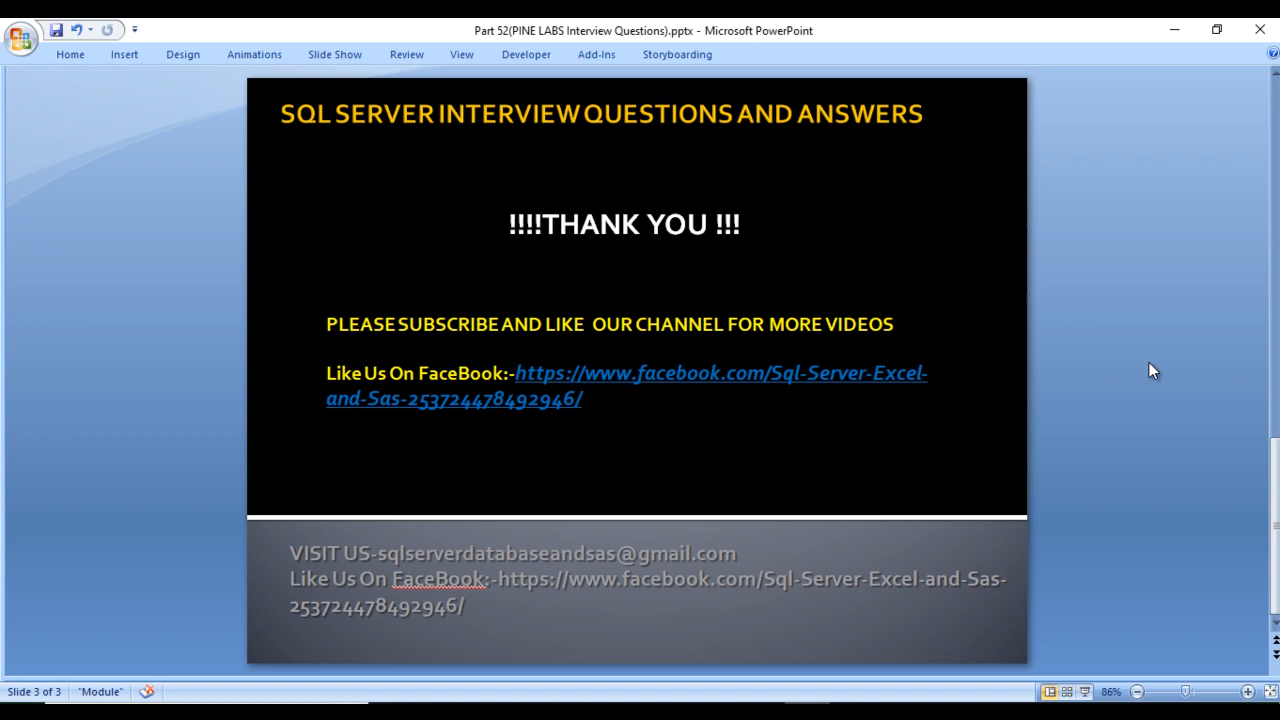 Part 52(PINE LABS Interview Questions).pptx - Microsoft PowerPoint
Home Insert Design Animations Slide Show Review View Developer Add-Ins Storyboarding
SQL SERVER INTERVIEW QUESTIONS AND ANSWERS
!!!!THANK YOU !!!
PLEASE SUBSCRIBE AND LIKE OUR CHANNEL FOR MORE VIDEOS
Like Us On FaceBook:-https://www.facebook.com/Sql-Server-Excel-
and-Sas-253724478492946/
VISIT US-sqlserverdatabaseandsas@gmail.com
Like Us On FaceBook:-https://www.facebook.com/Sql-Server-Excel-and-Sas-
253724478492946/
Slide 3 of 3 "Module" 86%